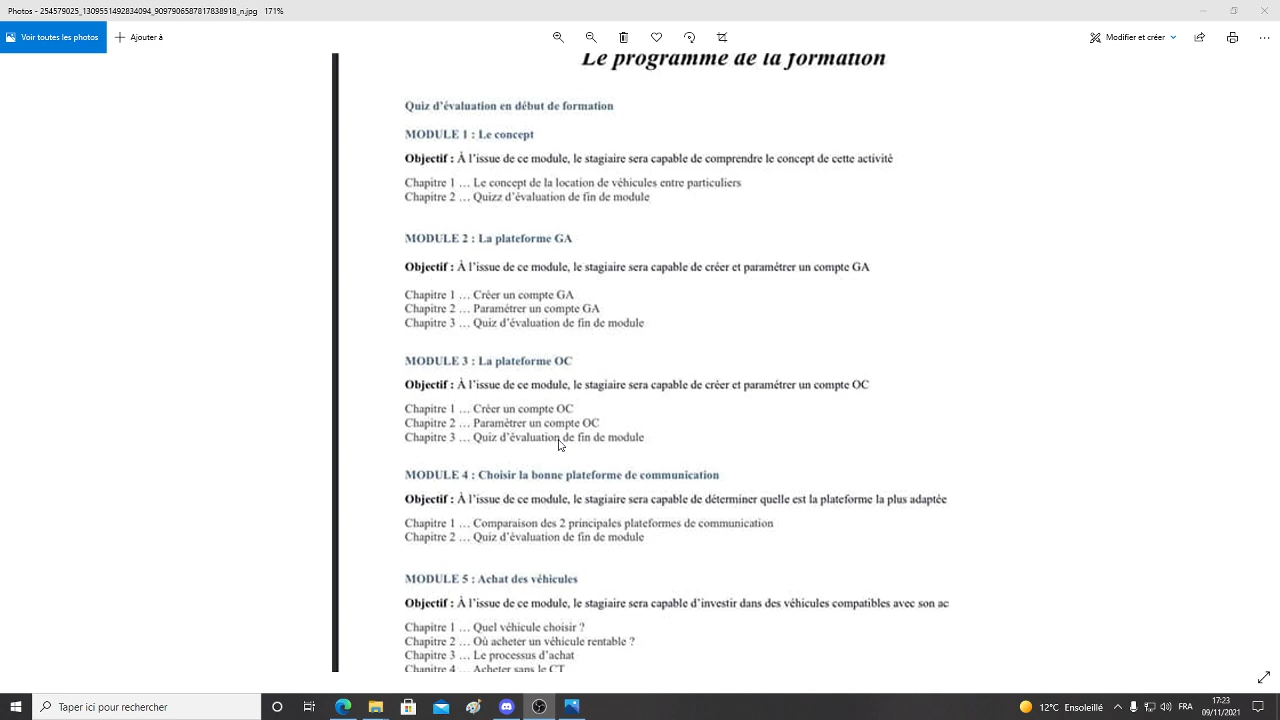 Photos - 254579025_1309551492834094_9097906587817838918_n.jpg - 171%
Voir toutes les photos
Ajouter à
Modifier et créer
Le programme de la formation
Quiz d'évaluation en début de formation
MODULE 1 : Le concept
Objectif : À l'issue de ce module, le stagiaire sera capable de comprendre le concept de cette activité
Chapitre 1 … Le concept de la location de véhicules entre particuliers
Chapitre 2 … Quizz d'évaluation de fin de module
MODULE 2 : La plateforme GA
Objectif : À l'issue de ce module, le stagiaire sera capable de créer et paramétrer un compte GA
Chapitre 1 … Créer un compte GA
Chapitre 2 … Paramétrer un compte GA
Chapitre 3 … Quiz d'évaluation de fin de module
MODULE 3 : La plateforme OC
Objectif : À l'issue de ce module, le stagiaire sera capable de créer et paramétrer un compte OC
Chapitre 1 … Créer un compte OC
Chapitre 2 … Paramétrer un compte OC
Chapitre 3 … Quiz d'évaluation de fin de module
MODULE 4 : Choisir la bonne plateforme de communication
Objectif : À l'issue de ce module, le stagiaire sera capable de déterminer quelle est la plateforme la plus adaptée
Chapitre 1 … Comparaison des 2 principales plateformes de communication
Chapitre 2 … Quiz d'évaluation de fin de module
MODULE 5 : Achat des véhicules
Objectif : À l'issue de ce module, le stagiaire sera capable d'investir dans des véhicules compatibles avec son ac
Chapitre 1 … Quel véhicule choisir ?
Chapitre 2 … Où acheter un véhicule rentable ?
Chapitre 3 … Le processus d'achat
Chapitre 4 … Acheter sans le CT
Taper ici pour rechercher
12°C Ensoleillé
FRA
17:23
09/11/2021